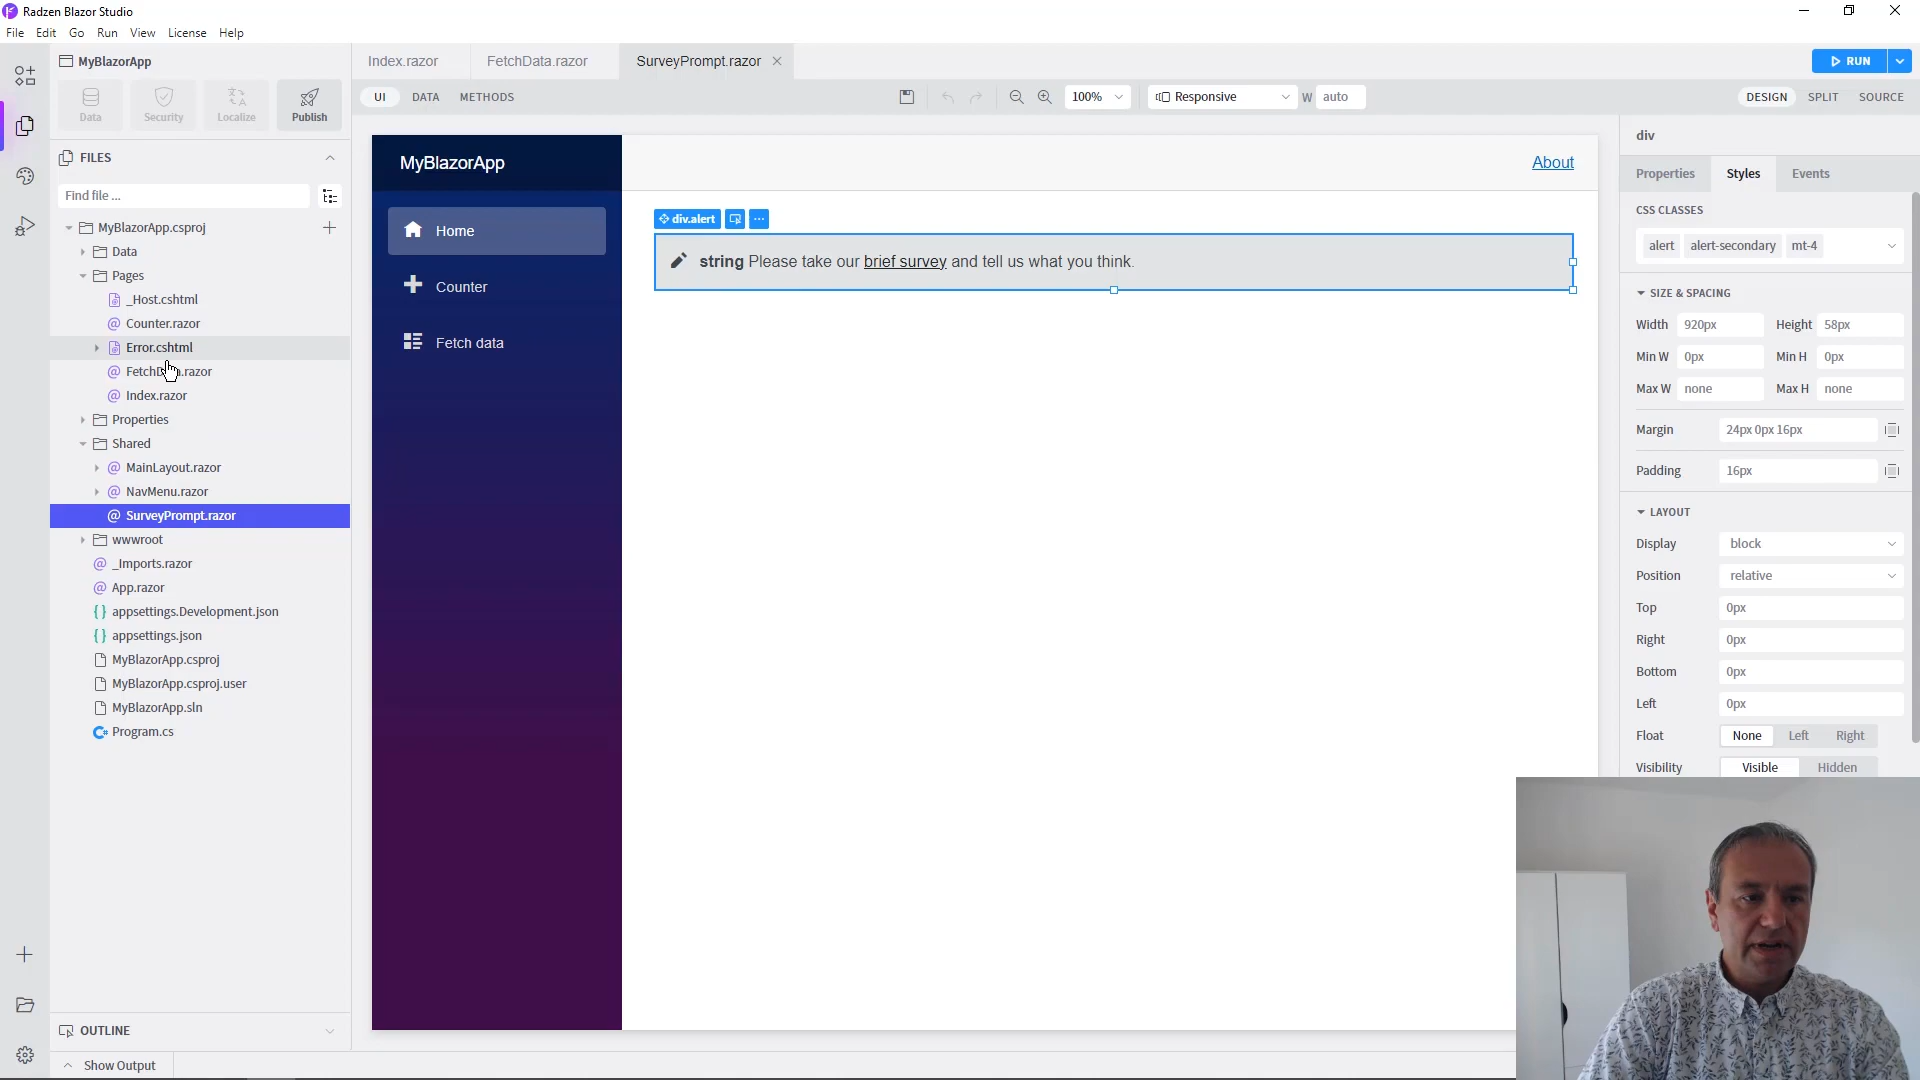 Radzen Blazor Studio
File Edit Go Run View License Help
MyBlazorApp
Data Security Localize Publish
FILES
Find file ...
MyBlazorApp.csproj
Data
Pages
_Host.cshtml
Counter.razor
Error.cshtml
FetchData.razor
Index.razor
Properties
Shared
MainLayout.razor
NavMenu.razor
SurveyPrompt.razor
wwwroot
_Imports.razor
App.razor
appsettings.Development.json
appsettings.json
MyBlazorApp.csproj
MyBlazorApp.csproj.user
MyBlazorApp.sln
Program.cs
OUTLINE
Show Output
Index.razor FetchData.razor SurveyPrompt.razor
RUN
UI DATA METHODS 100% Responsive W auto DESIGN SPLIT SOURCE
MyBlazorApp
Home
Counter
Fetch data
About
div.alert
string Please take our brief survey and tell us what you think.
div
Properties Styles Events
CSS CLASSES
alert alert-secondary mt-4
SIZE & SPACING
Width 920px Height 58px
Min W 0px Min H 0px
Max W none Max H none
Margin 24px 0px 16px
Padding 16px
LAYOUT
Display block
Position relative
Top 0px
Right 0px
Bottom 0px
Left 0px
Float None Left Right
Visibility Visible Hidden